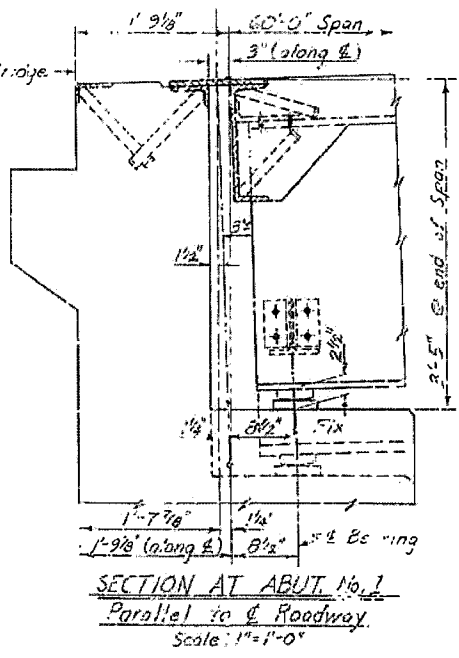 1'-9⅛"
60'-0" Span
3" (along ℄)
1½"
3'-5" @ end of Span
2½"
1¼"
8½"
Fix
1'-7⅞"
1¼"
1'-9⅛" (along ℄)
8½"
℄
SECTION AT ABUT. No. 1
Parallel to ℄ Roadway.
Scale: 1"=1'-0"